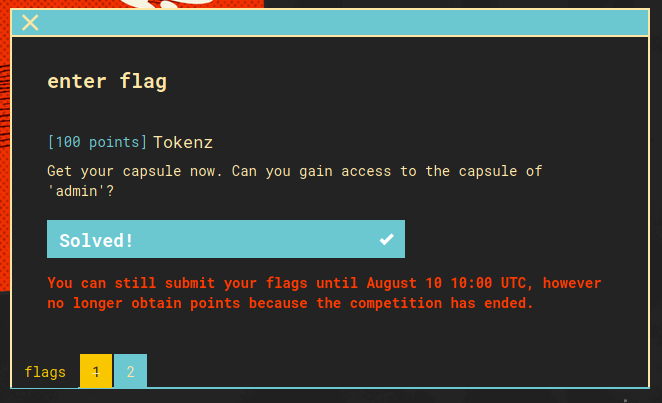 enter flag
[100 points] Tokenz
Get your capsule now. Can you gain access to the capsule of
'admin'?
Solved!
You can still submit your flags until August 10 10:00 UTC, however
no longer obtain points because the competition has ended.
flags 1 2